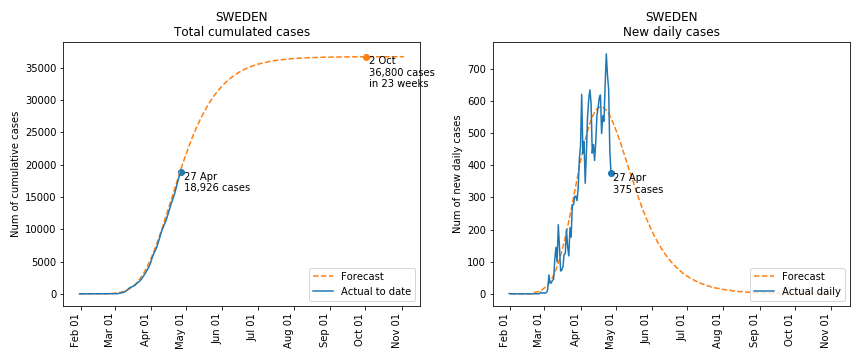 SWEDEN
Total cumulated cases
Num of cumulative cases
35000
30000
25000
20000
15000
10000
5000
0
2 Oct
36,800 cases
in 23 weeks
27 Apr
18,926 cases
Forecast
Actual to date
Feb 01
Mar 01
Apr 01
May 01
Jun 01
Jul 01
Aug 01
Sep 01
Oct 01
Nov 01
SWEDEN
New daily cases
Num of new daily cases
700
600
500
400
300
200
100
0
27 Apr
375 cases
Forecast
Actual daily
Feb 01
Mar 01
Apr 01
May 01
Jun 01
Jul 01
Aug 01
Sep 01
Oct 01
Nov 01